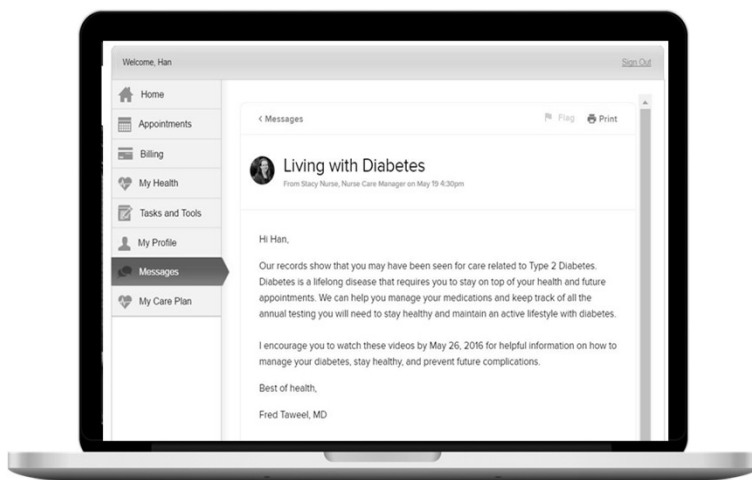 Welcome, Han
Sign Out
Home
Appointments
Billing
My Health
Tasks and Tools
My Profile
Messages
My Care Plan
< Messages
Flag
Print
Living with Diabetes
From Stacy Nurse, Nurse Care Manager on May 19 4:30pm
Hi Han,
Our records show that you may have been seen for care related to Type 2 Diabetes.
Diabetes is a lifelong disease that requires you to stay on top of your health and future
appointments. We can help you manage your medications and keep track of all the
annual testing you will need to stay healthy and maintain an active lifestyle with diabetes.
I encourage you to watch these videos by May 26, 2016 for helpful information on how to
manage your diabetes, stay healthy, and prevent future complications.
Best of health,
Fred Taweel, MD